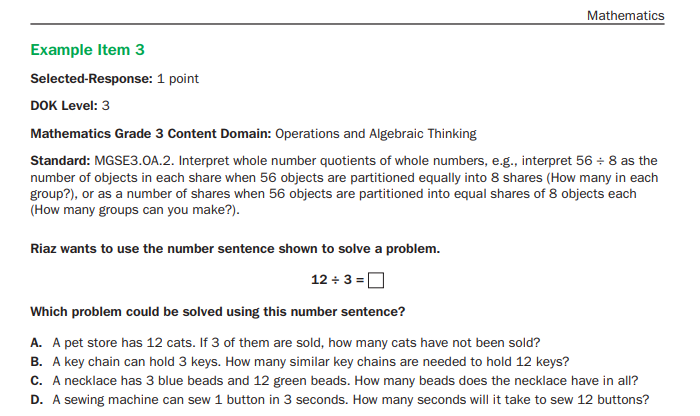 Mathematics
Example Item 3
Selected-Response: 1 point
DOK Level: 3
Mathematics Grade 3 Content Domain: Operations and Algebraic Thinking
Standard: MGSE3.OA.2. Interpret whole number quotients of whole numbers, e.g., interpret 56 ÷ 8 as the
number of objects in each share when 56 objects are partitioned equally into 8 shares (How many in each
group?), or as a number of shares when 56 objects are partitioned into equal shares of 8 objects each
(How many groups can you make?).
Riaz wants to use the number sentence shown to solve a problem.
12 ÷ 3 = □
Which problem could be solved using this number sentence?
A. A pet store has 12 cats. If 3 of them are sold, how many cats have not been sold?
B. A key chain can hold 3 keys. How many similar key chains are needed to hold 12 keys?
C. A necklace has 3 blue beads and 12 green beads. How many beads does the necklace have in all?
D. A sewing machine can sew 1 button in 3 seconds. How many seconds will it take to sew 12 buttons?